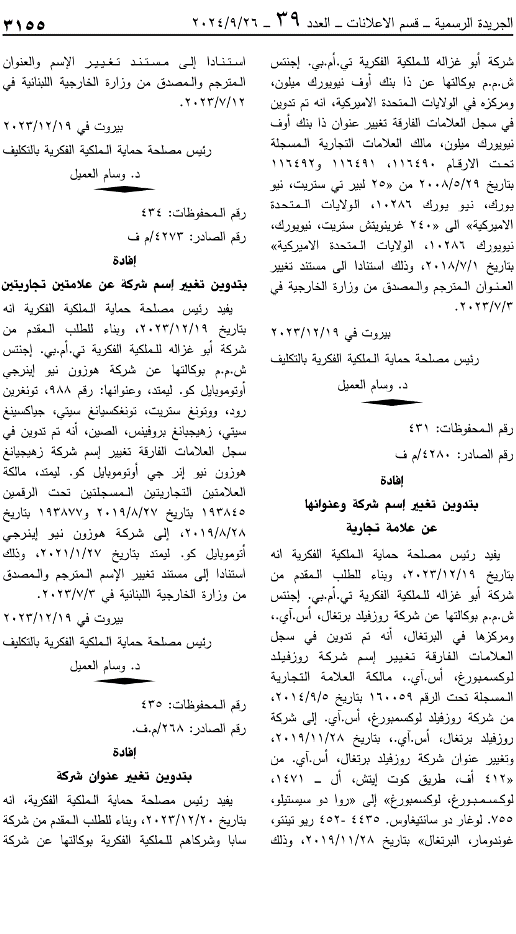 الجريدة الرسمية ــ قسم الاعلانات ــ العدد ٣٩ ــ ٢٠٢٤/٩/٢٦
٣١٥٥
شركة أبو غزاله للملكية الفكرية تي.أم.بي. إجنتس
ش.م.م بوكالتها عن ذا بنك أوف نيويورك ميلون،
ومركزه في الولايات المتحدة الاميركية، انه تم تدوين
في سجل العلامات الفارقة تغيير عنوان ذا بنك أوف
نيويورك ميلون، مالك العلامات التجارية المسجلة
تحت الارقام ١١٦٤٩٠، ١١٦٤٩١ و١١٦٤٩٢
بتاريخ ٢٠٠٨/٥/٢٩ من «٢٥ لبير تي ستريت، نيو
يورك، نيو يورك ١٠٢٨٦، الولايات المتحدة
الاميركية» الى «٢٤٠ غرينويتش ستريت، نيويورك،
نيويورك ١٠٢٨٦، الولايات المتحدة الاميركية»
بتاريخ ٢٠١٨/٧/١، وذلك استنادا الى مستند تغيير
العنوان المترجم والمصدق من وزارة الخارجية في
٢٠٢٣/٧/٣.
بيروت في ٢٠٢٣/١٢/١٩
رئيس مصلحة حماية الملكية الفكرية بالتكليف
د. وسام العميل
رقم المحفوظات: ٤٣١
رقم الصادر: ٤٢٨٠/م ف
إفادة
بتدوين تغيير إسم شركة وعنوانها
عن علامة تجارية
يفيد رئيس مصلحة حماية الملكية الفكرية انه
بتاريخ ٢٠٢٣/١٢/١٩، وبناء للطلب المقدم من
شركة أبو غزاله للملكية الفكرية تي.أم.بي. إجنتس
ش.م.م بوكالتها عن شركة روزفيلد برتغال، أس.آي.،
ومركزها في البرتغال، أنه تم تدوين في سجل
العلامات الفارقة تغيير إسم شركة روزفيلد
لوكسمبورغ، أس.آي.، مالكة العلامة التجارية
المسجلة تحت الرقم ١٦٠٠٥٩ بتاريخ ٢٠١٤/٩/٥،
من شركة روزفيلد لوكسمبورغ، أس.آي. إلى شركة
روزفيلد برتغال، أس.آي.، بتاريخ ٢٠١٩/١١/٢٨،
وتغيير عنوان شركة روزفيلد برتغال، أس.آي. من
«٤١٢ أف، طريق كوت إيتش، أل ــ ١٤٧١،
لوكسمبورغ، لوكسمبورغ» إلى «روا دو سيستيلو،
٧٥٥. لوغار دو سانتيغاوس. ٤٤٣٥ -٤٥٢ ريو تينتو،
غوندومار، البرتغال» بتاريخ ٢٠١٩/١١/٢٨، وذلك
استنادا إلى مستند تغيير الإسم والعنوان
المترجم والمصدق من وزارة الخارجية اللبنانية في
٢٠٢٣/٧/١٢.
بيروت في ٢٠٢٣/١٢/١٩
رئيس مصلحة حماية الملكية الفكرية بالتكليف
د. وسام العميل
رقم المحفوظات: ٤٣٤
رقم الصادر: ٤٢٧٣/م ف
إفادة
بتدوين تغيير إسم شركة عن علامتين تجاريتين
يفيد رئيس مصلحة حماية الملكية الفكرية انه
بتاريخ ٢٠٢٣/١٢/١٩، وبناء للطلب المقدم من
شركة أبو غزاله للملكية الفكرية تي.أم.بي. إجنتس
ش.م.م بوكالتها عن شركة هوزون نيو إينرجي
أوتوموبايل كو. ليمتد، وعنوانها: رقم ٩٨٨، تونغرين
رود، ووتونغ ستريت، تونغكسيانغ سيتي، جياكسينغ
سيتي، زهيجيانغ بروفينس، الصين، أنه تم تدوين في
سجل العلامات الفارقة تغيير إسم شركة زهيجيانغ
هوزون نيو إنر جي أوتوموبايل كو. ليمتد، مالكة
العلامتين التجاريتين المسجلتين تحت الرقمين
١٩٣٨٤٥ بتاريخ ٢٠١٩/٨/٢٧ و١٩٣٨٧٧ بتاريخ
٢٠١٩/٨/٢٨، إلى شركة هوزون نيو إينرجي
أتوموبايل كو. ليمتد بتاريخ ٢٠٢١/١/٢٧، وذلك
استنادا إلى مستند تغيير الإسم المترجم والمصدق
من وزارة الخارجية اللبنانية في ٢٠٢٣/٧/٣.
بيروت في ٢٠٢٣/١٢/١٩
رئيس مصلحة حماية الملكية الفكرية بالتكليف
د. وسام العميل
رقم المحفوظات: ٤٣٥
رقم الصادر: ٢٦٨/م.ف.
إفادة
بتدوين تغيير عنوان شركة
يفيد رئيس مصلحة حماية الملكية الفكرية، انه
بتاريخ ٢٠٢٣/١٢/٢٠، وبناء للطلب المقدم من شركة
سابا وشركاهم للملكية الفكرية بوكالتها عن شركة